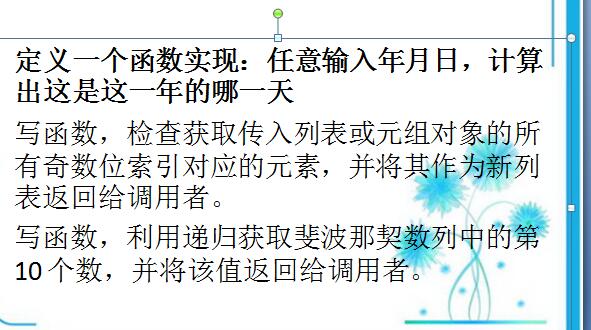 定义一个函数实现：任意输入年月日，计算
出这是这一年的哪一天
写函数，检查获取传入列表或元组对象的所
有奇数位索引对应的元素，并将其作为新列
表返回给调用者。
写函数，利用递归获取斐波那契数列中的第
10 个数，并将该值返回给调用者。